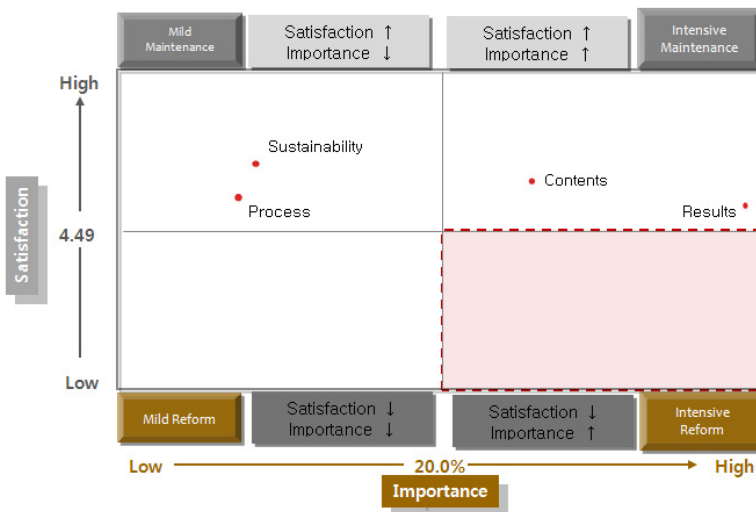 Mild
Maintenance
Satisfaction ↑
Importance ↓
Satisfaction ↑
Importance ↑
Intensive
Maintenance
High
Sustainability
Contents
Process
Results
Satisfaction
4.49
Low
Mild Reform
Satisfaction ↓
Importance ↓
Satisfaction ↓
Importance ↑
Intensive
Reform
Low
20.0%
High
Importance